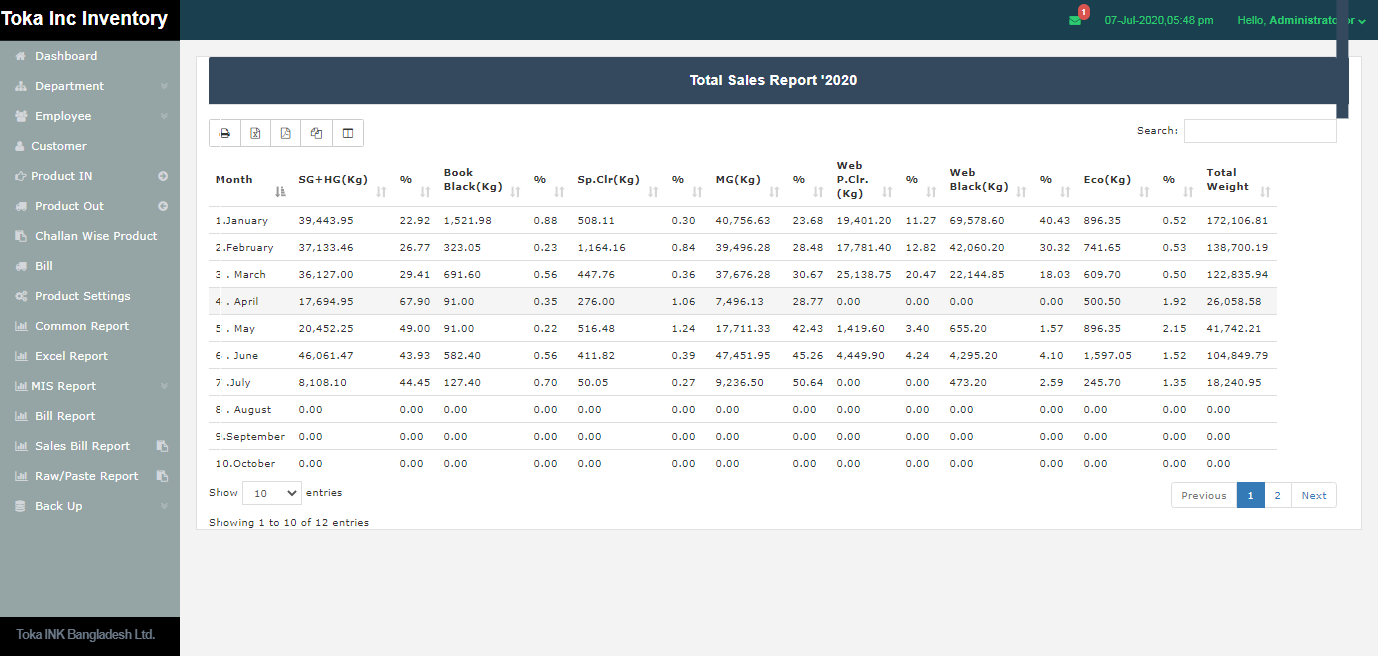 Toka Inc Inventory
1
07-Jul-2020,05:48 pm
Hello, Administrator
Dashboard
Department
Employee
Customer
Product IN
Product Out
Challan Wise Product
Bill
Product Settings
Common Report
Excel Report
MIS Report
Bill Report
Sales Bill Report
Raw/Paste Report
Back Up
Toka INK Bangladesh Ltd.
Total Sales Report '2020
Search:
Month SG+HG(Kg) % Book Black(Kg) % Sp.Clr(Kg) % MG(Kg) % Web P.Clr.(Kg) % Web Black(Kg) % Eco(Kg) % Total Weight
1.January 39,443.95 22.92 1,521.98 0.88 508.11 0.30 40,756.63 23.68 19,401.20 11.27 69,578.60 40.43 896.35 0.52 172,106.81
2.February 37,133.46 26.77 323.05 0.23 1,164.16 0.84 39,496.28 28.48 17,781.40 12.82 42,060.20 30.32 741.65 0.53 138,700.19
3 . March 36,127.00 29.41 691.60 0.56 447.76 0.36 37,676.28 30.67 25,138.75 20.47 22,144.85 18.03 609.70 0.50 122,835.94
4 . April 17,694.95 67.90 91.00 0.35 276.00 1.06 7,496.13 28.77 0.00 0.00 0.00 0.00 500.50 1.92 26,058.58
5 . May 20,452.25 49.00 91.00 0.22 516.48 1.24 17,711.33 42.43 1,419.60 3.40 655.20 1.57 896.35 2.15 41,742.21
6 . June 46,061.47 43.93 582.40 0.56 411.82 0.39 47,451.95 45.26 4,449.90 4.24 4,295.20 4.10 1,597.05 1.52 104,849.79
7 .July 8,108.10 44.45 127.40 0.70 50.05 0.27 9,236.50 50.64 0.00 0.00 473.20 2.59 245.70 1.35 18,240.95
8 . August 0.00 0.00 0.00 0.00 0.00 0.00 0.00 0.00 0.00 0.00 0.00 0.00 0.00 0.00 0.00
9.September 0.00 0.00 0.00 0.00 0.00 0.00 0.00 0.00 0.00 0.00 0.00 0.00 0.00 0.00 0.00
10.October 0.00 0.00 0.00 0.00 0.00 0.00 0.00 0.00 0.00 0.00 0.00 0.00 0.00 0.00 0.00
Show 10 entries
Previous 1 2 Next
Showing 1 to 10 of 12 entries